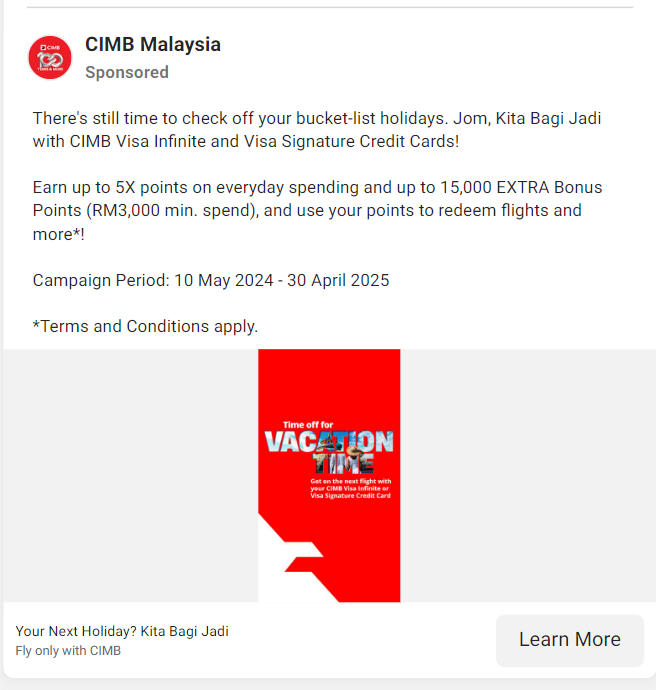 CIMB
CIMB Malaysia
Sponsored
There's still time to check off your bucket-list holidays. Jom, Kita Bagi Jadi
with CIMB Visa Infinite and Visa Signature Credit Cards!
Earn up to 5X points on everyday spending and up to 15,000 EXTRA Bonus
Points (RM3,000 min. spend), and use your points to redeem flights and
more*!
Campaign Period: 10 May 2024 - 30 April 2025
*Terms and Conditions apply.
Time off for
VACATION
TIME
Get on the next flight with
your CIMB Visa Infinite or
Visa Signature Credit Card
Your Next Holiday? Kita Bagi Jadi
Fly only with CIMB
Learn More